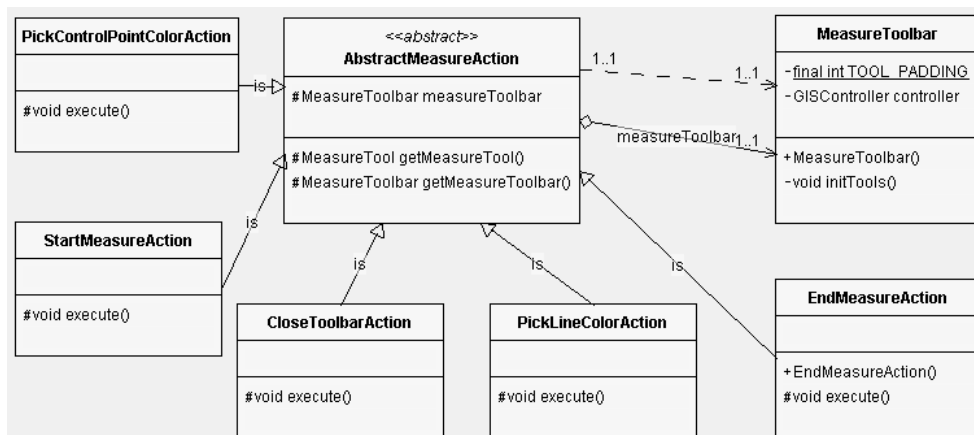 PickControlPointColorAction
#void execute()
<<abstract>>
AbstractMeasureAction
#MeasureToolbar measureToolbar
#MeasureTool getMeasureTool()
#MeasureToolbar getMeasureToolbar()
MeasureToolbar
-final int TOOL_PADDING
-GISController controller
+MeasureToolbar()
-void initTools()
1..1
1..1
measureToolbar
1..1
is
is
is
is
is
StartMeasureAction
#void execute()
CloseToolbarAction
#void execute()
PickLineColorAction
#void execute()
EndMeasureAction
+EndMeasureAction()
#void execute()